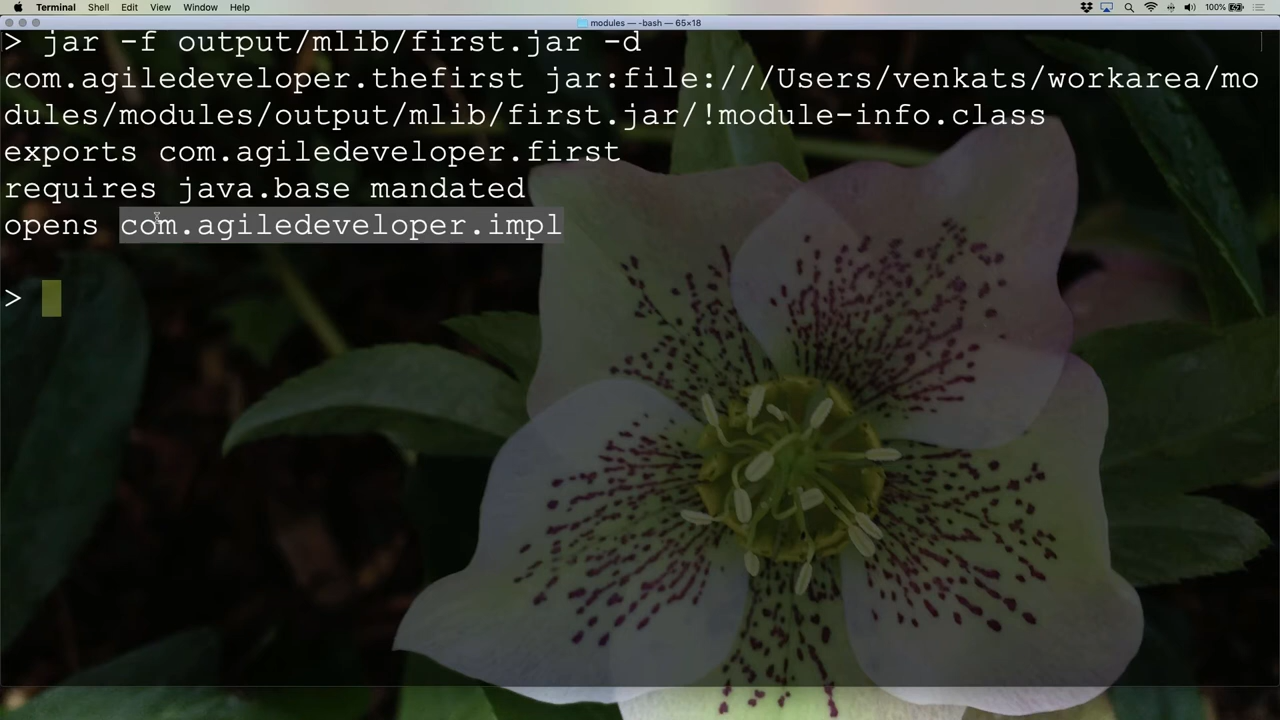 Terminal Shell Edit View Window Help 100%
modules — -bash — 65×18
> jar -f output/mlib/first.jar -d
com.agiledeveloper.thefirst jar:file:///Users/venkats/workarea/mo
dules/modules/output/mlib/first.jar/!module-info.class
exports com.agiledeveloper.first
requires java.base mandated
opens com.agiledeveloper.impl
>